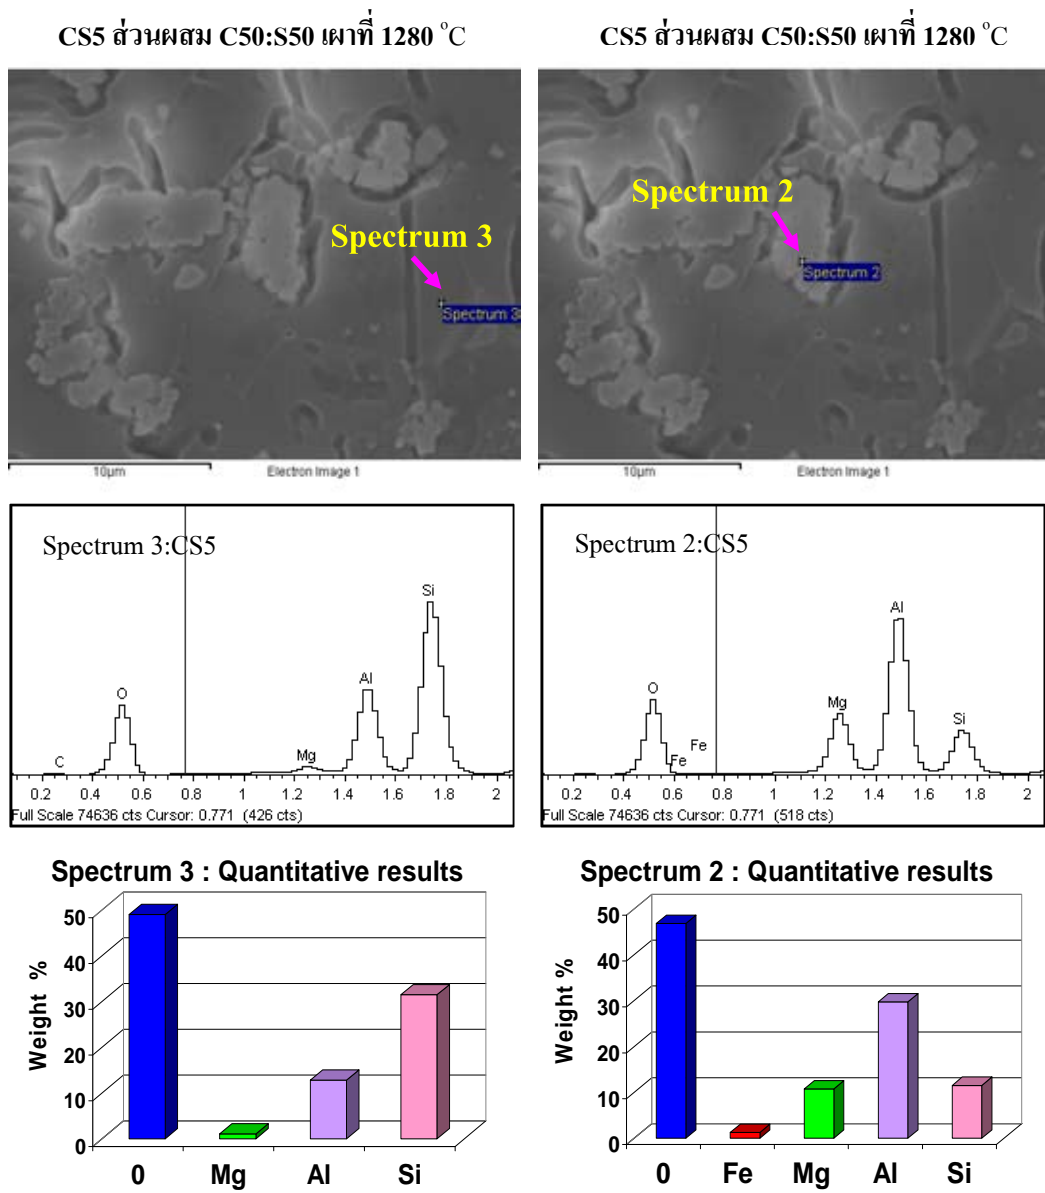 CS5 ส่วนผสม C50:S50 เผาที่ 1280 °C
Spectrum 3
Spectrum 3
10µm
Electron Image 1
Spectrum 3:CS5
C
O
Mg
Al
Si
0.2 0.4 0.6 0.8 1 1.2 1.4 1.6 1.8 2
Full Scale 74636 cts Cursor: 0.771 (426 cts)
Spectrum 3 : Quantitative results
Weight %
50
40
30
20
10
0
0 Mg Al Si
CS5 ส่วนผสม C50:S50 เผาที่ 1280 °C
Spectrum 2
Spectrum 2
10µm
Electron Image 1
Spectrum 2:CS5
O
Fe
Fe
Mg
Al
Si
0.2 0.4 0.6 0.8 1 1.2 1.4 1.6 1.8 2
Full Scale 74636 cts Cursor: 0.771 (518 cts)
Spectrum 2 : Quantitative results
Weight %
50
40
30
20
10
0
0 Fe Mg Al Si